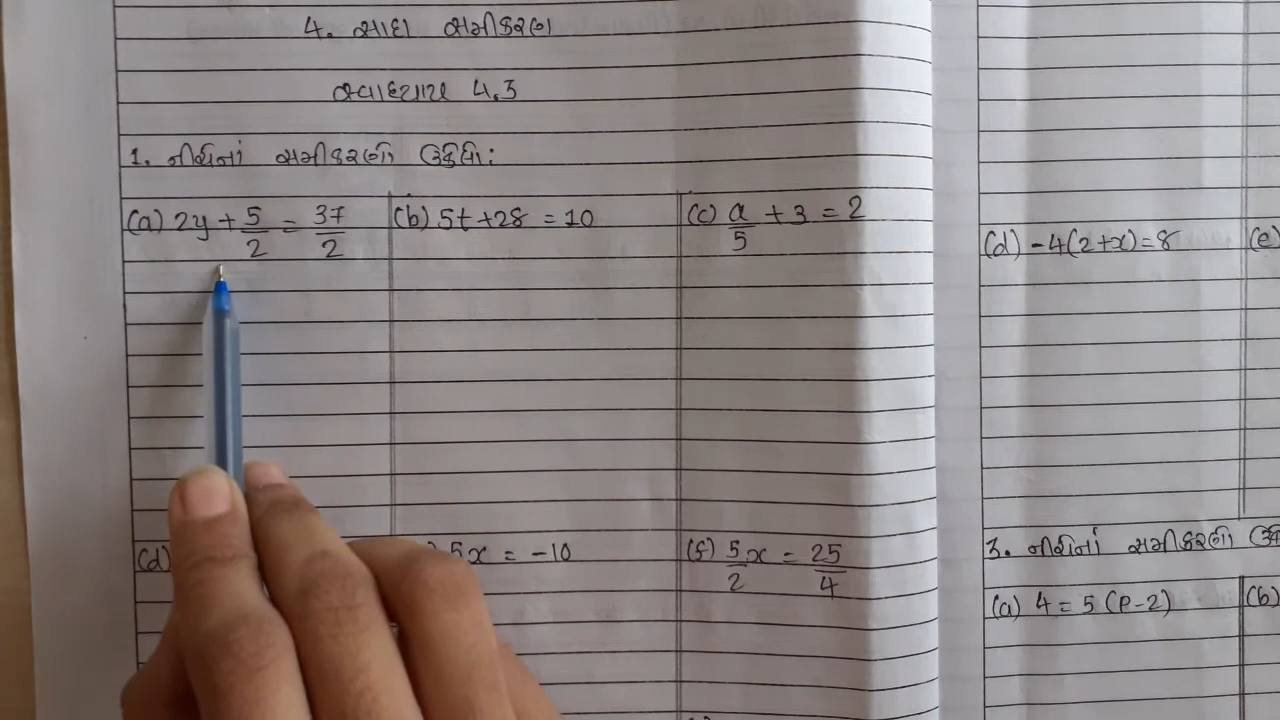 4. સાદા સમીકરણ
સ્વાધ્યાય 4.3
1. નીચેનાં સમીકરણો ઉકેલો:
(a) 2y + 5/2 = 37/2
(b) 5t + 28 = 10
(c) a/5 + 3 = 2
(d)
5x = -10
(f) 5/2 x = 25/4
(d) -4(2+x) = 8
(e)
3. નીચેનાં સમીકરણો
(a) 4 = 5(P-2)
(b)